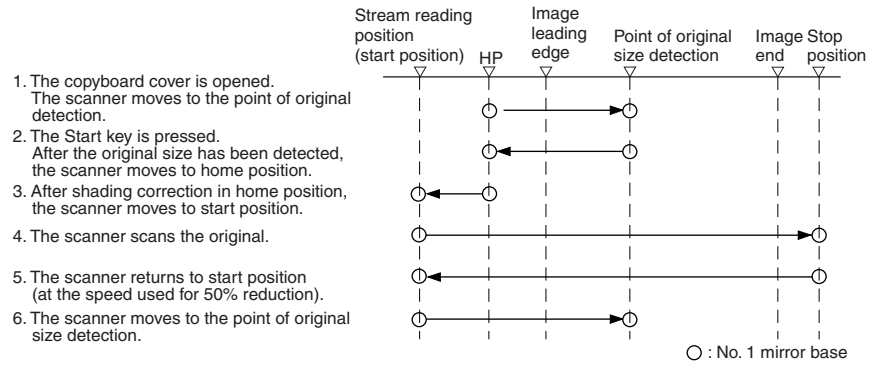 Stream reading
position
(start position)
HP
Image
leading
edge
Point of original
size detection
Image
end
Stop
position
1. The copyboard cover is opened.
The scanner moves to the point of original
detection.
2. The Start key is pressed.
After the original size has been detected,
the scanner moves to home position.
3. After shading correction in home position,
the scanner moves to start position.
4. The scanner scans the original.
5. The scanner returns to start position
(at the speed used for 50% reduction).
6. The scanner moves to the point of original
size detection.
: No. 1 mirror base